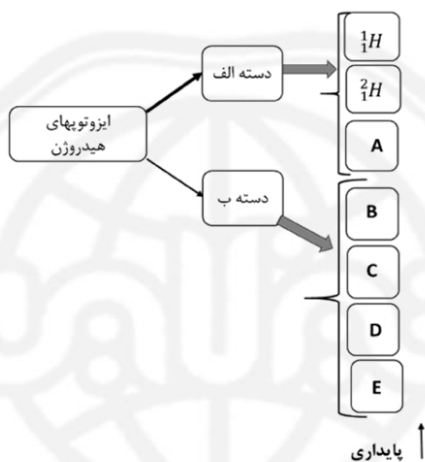 ایزوتوپهای
هیدروژن
دسته الف
دسته ب
¹₁H
²₁H
A
B
C
D
E
پایداری